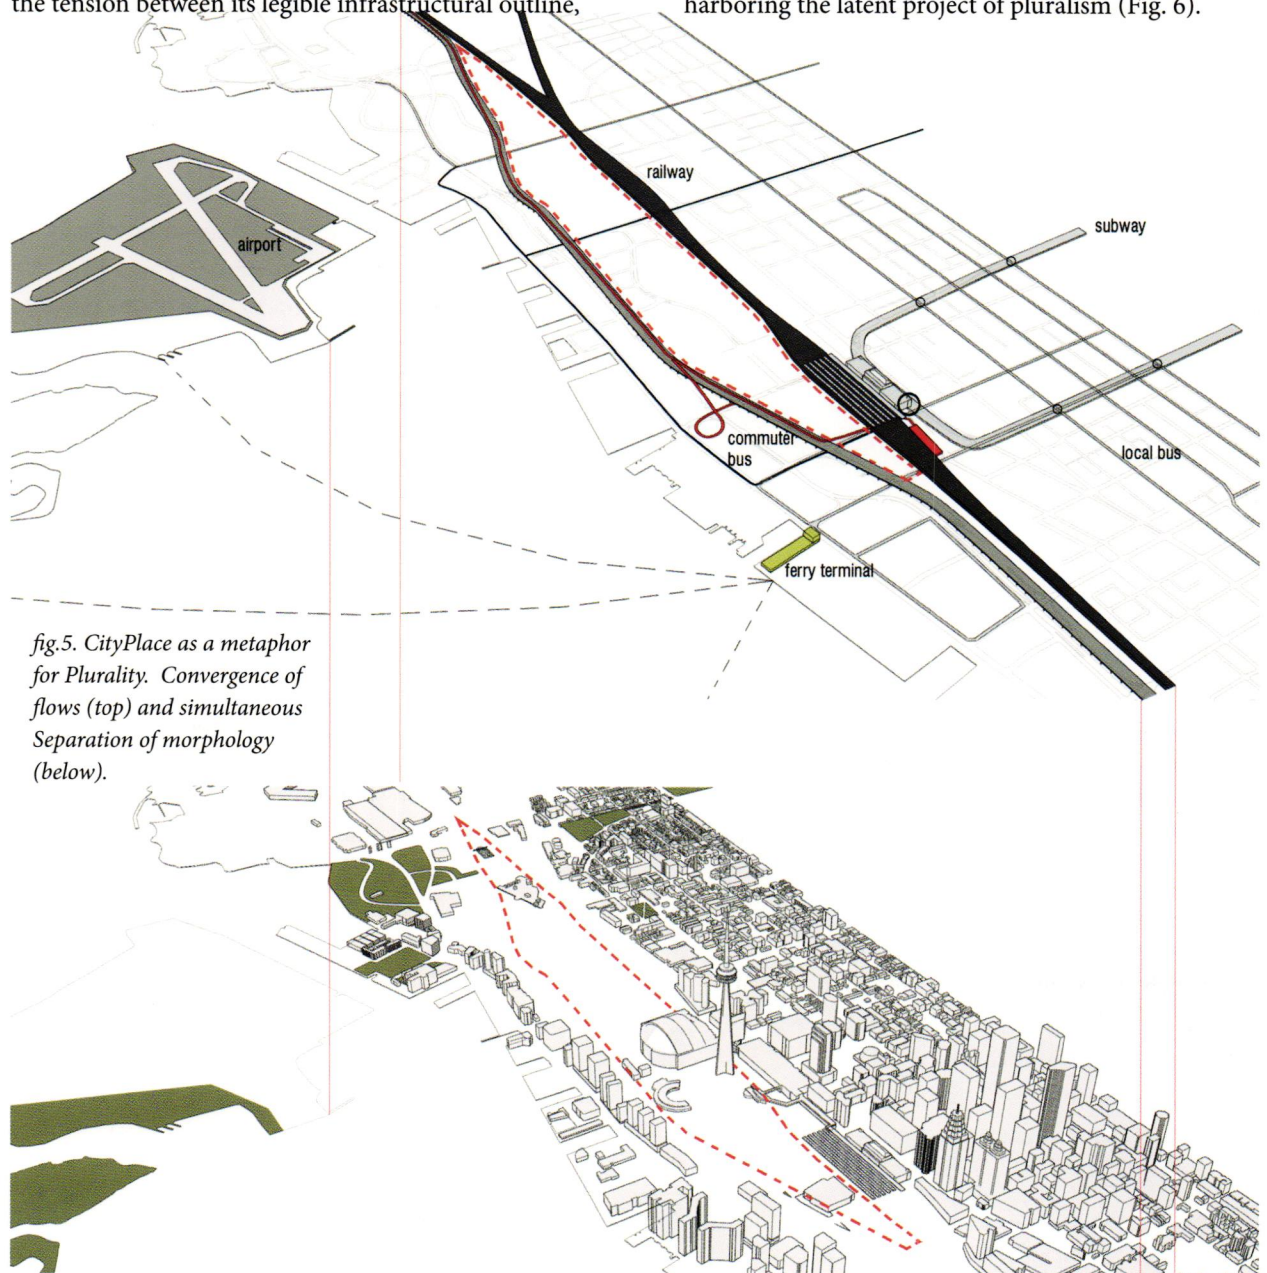 the tension between its legible infrastructural outline,
harboring the latent project of pluralism (Fig. 6).
railway
subway
airport
commuter
bus
local bus
ferry terminal
fig.5. CityPlace as a metaphor
for Plurality. Convergence of
flows (top) and simultaneous
Separation of morphology
(below).